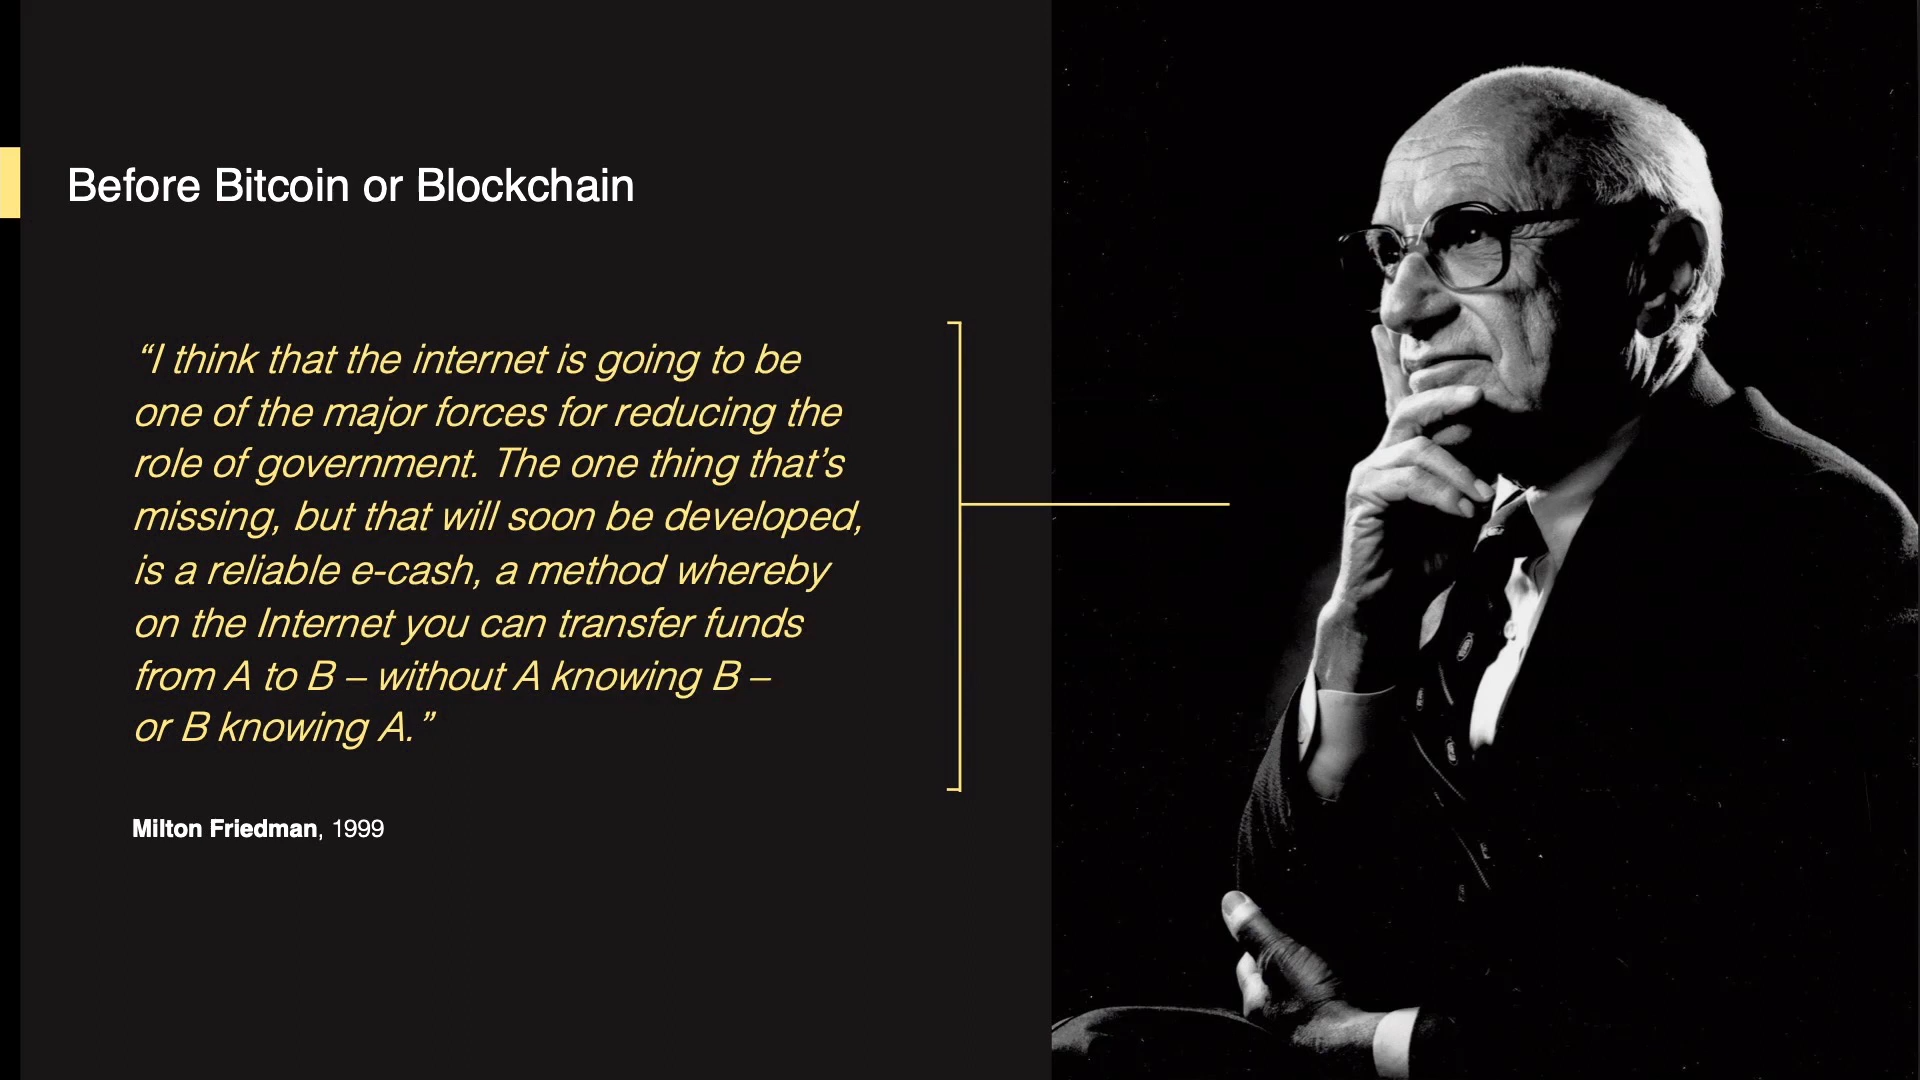 Before Bitcoin or Blockchain
“I think that the internet is going to be
one of the major forces for reducing the
role of government. The one thing that’s
missing, but that will soon be developed,
is a reliable e-cash, a method whereby
on the Internet you can transfer funds
from A to B – without A knowing B –
or B knowing A.”
Milton Friedman, 1999